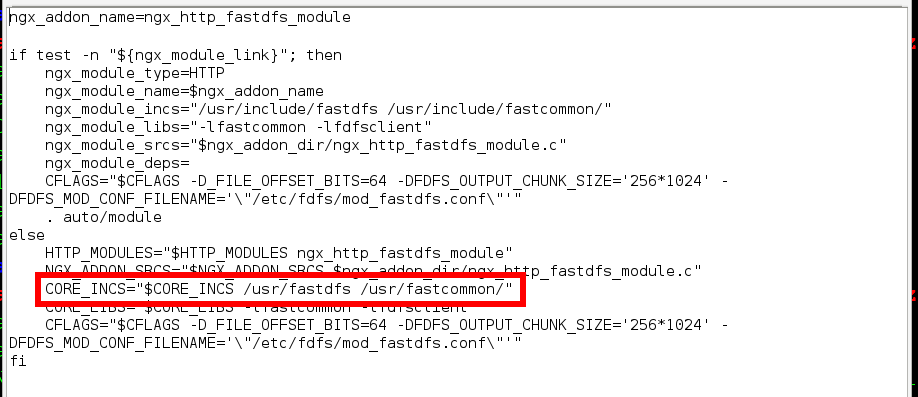 ngx_addon_name=ngx_http_fastdfs_module
if test -n "${ngx_module_link}"; then
ngx_module_type=HTTP
ngx_module_name=$ngx_addon_name
ngx_module_incs="/usr/include/fastdfs /usr/include/fastcommon/"
ngx_module_libs="-lfastcommon -lfdfsclient"
ngx_module_srcs="$ngx_addon_dir/ngx_http_fastdfs_module.c"
ngx_module_deps=
CFLAGS="$CFLAGS -D_FILE_OFFSET_BITS=64 -DFDFS_OUTPUT_CHUNK_SIZE='256*1024' -
DFDFS_MOD_CONF_FILENAME='\"/etc/fdfs/mod_fastdfs.conf\"'"
. auto/module
else
HTTP_MODULES="$HTTP_MODULES ngx_http_fastdfs_module"
NGX_ADDON_SRCS="$NGX_ADDON_SRCS $ngx_addon_dir/ngx_http_fastdfs_module.c"
CORE_INCS="$CORE_INCS /usr/fastdfs /usr/fastcommon/"
CORE_LIBS="$CORE_LIBS -lfastcommon -lfdfsclient"
CFLAGS="$CFLAGS -D_FILE_OFFSET_BITS=64 -DFDFS_OUTPUT_CHUNK_SIZE='256*1024' -
DFDFS_MOD_CONF_FILENAME='\"/etc/fdfs/mod_fastdfs.conf\"'"
fi